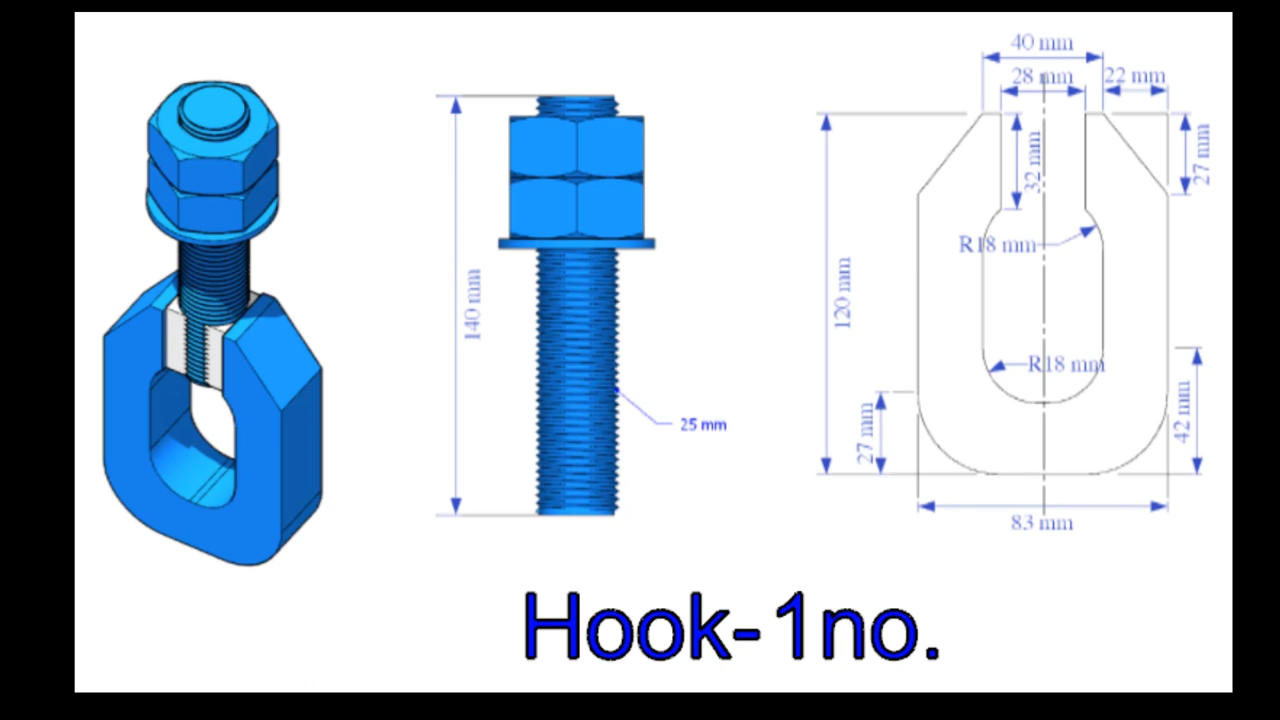 40 mm
28 mm
22 mm
32 mm
27 mm
140 mm
R18 mm
120 mm
R18 mm
25 mm
27 mm
42 mm
83 mm
Hook-1no.